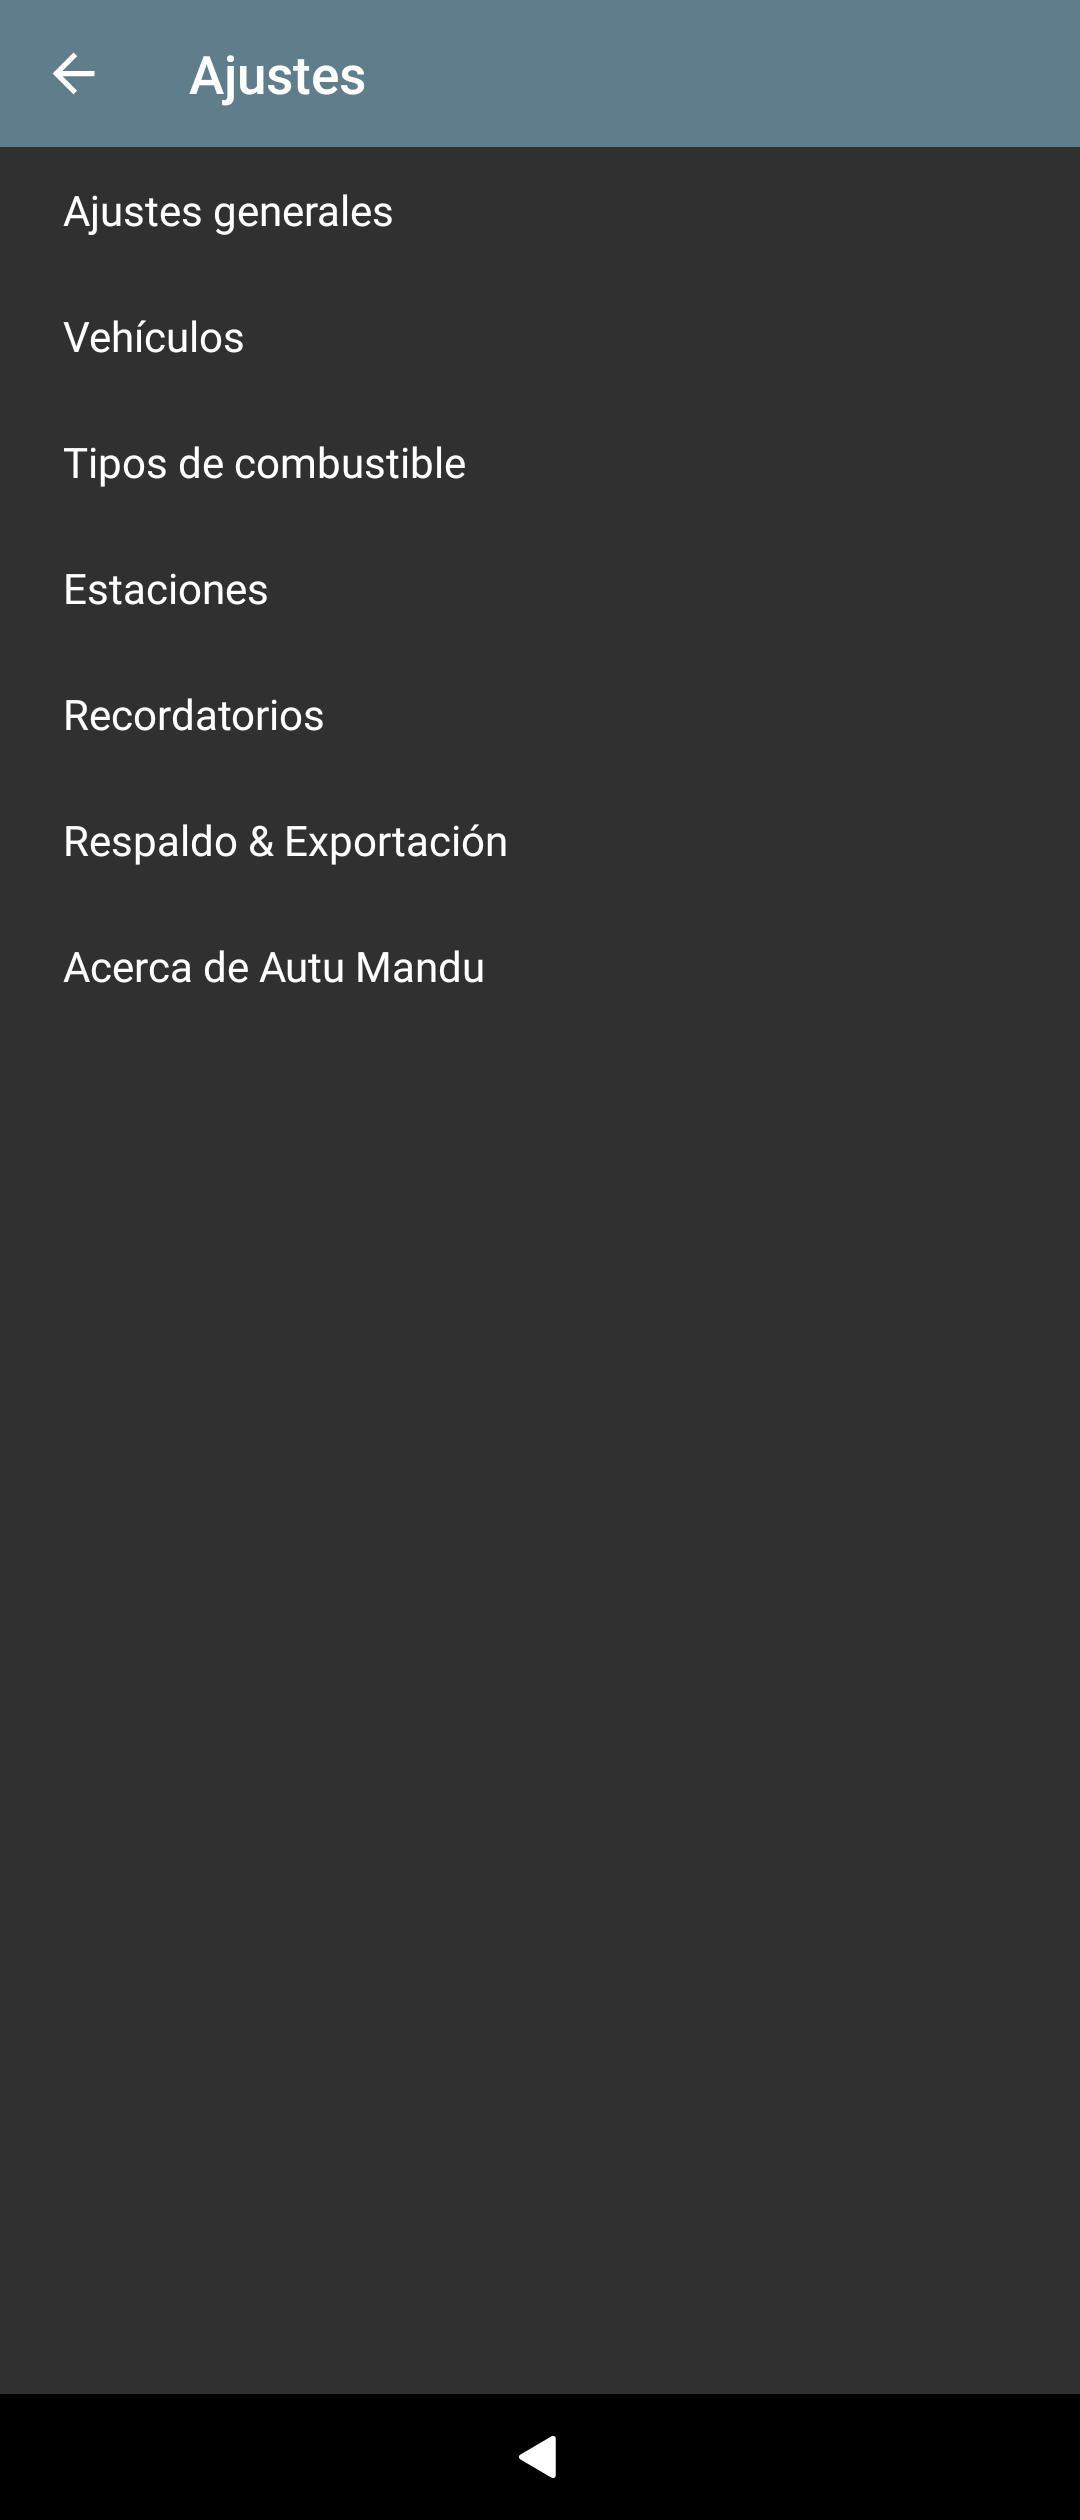 Ajustes
Ajustes generales
Vehículos
Tipos de combustible
Estaciones
Recordatorios
Respaldo & Exportación
Acerca de Autu Mandu